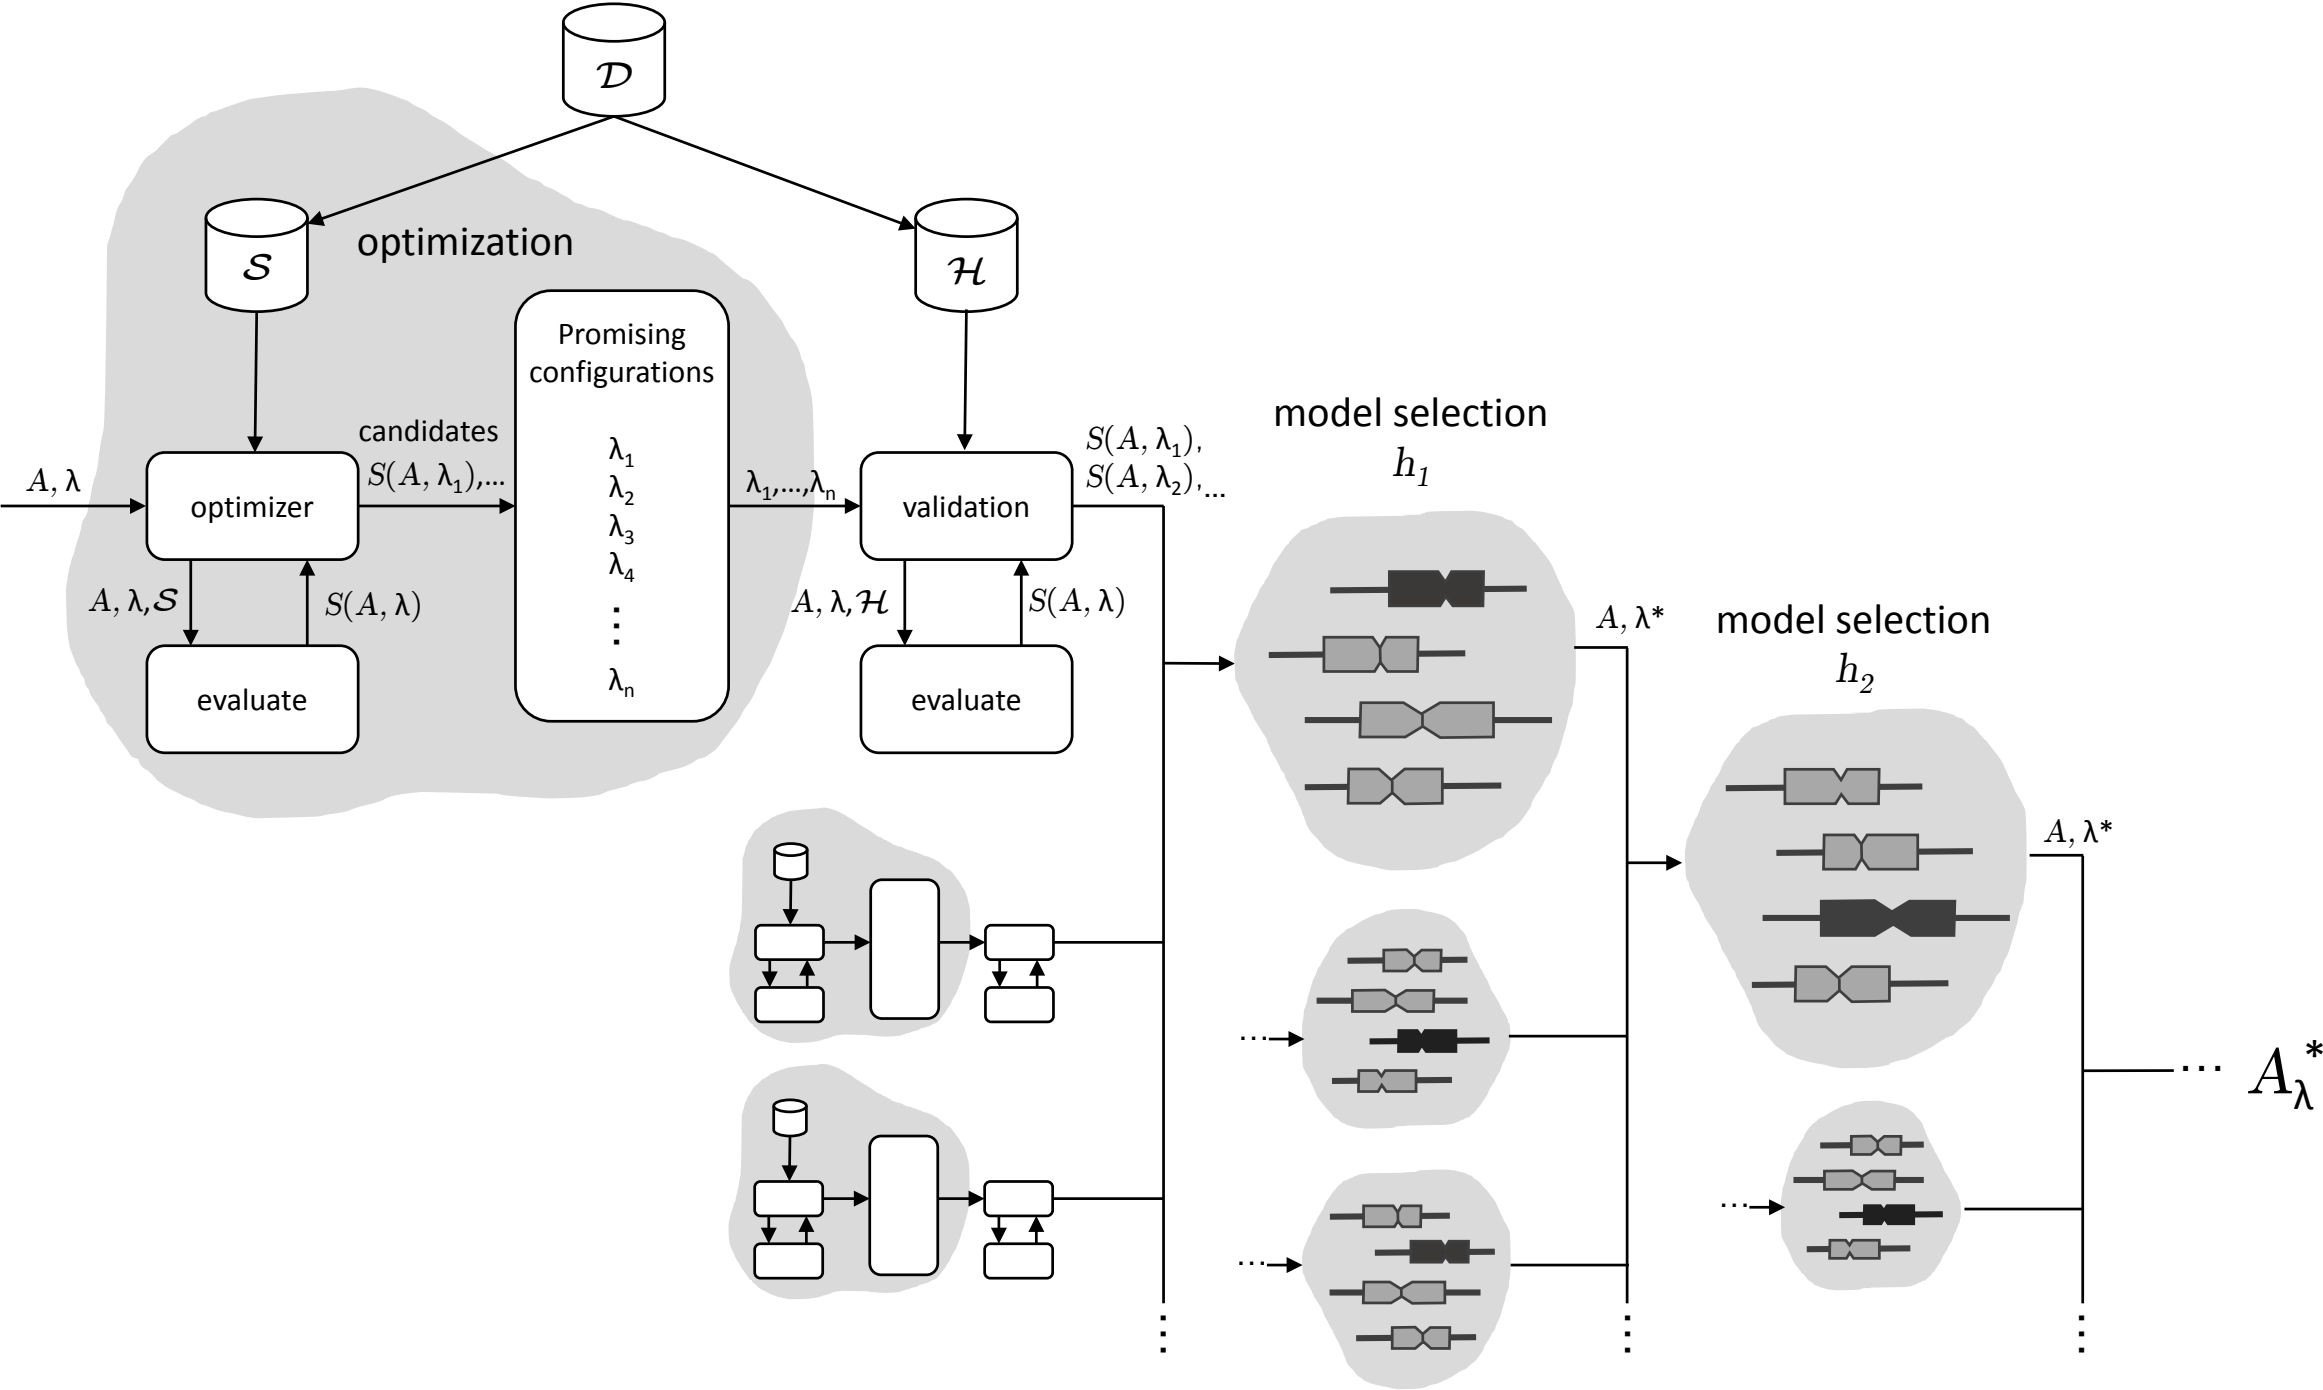 𝒟
𝒮
optimization
ℋ
Promising
configurations
λ₁
λ₂
λ₃
λ₄
⋮
λₙ
A, λ
optimizer
candidates
S(A, λ₁),...
λ₁,...,λₙ
validation
S(A, λ₁),
S(A, λ₂),...
A, λ,𝒮
S(A, λ)
evaluate
A, λ,ℋ
S(A, λ)
evaluate
model selection
h₁
A, λ*
model selection
h₂
A, λ*
...
...
...
⋮
⋮
⋮
... A*λ